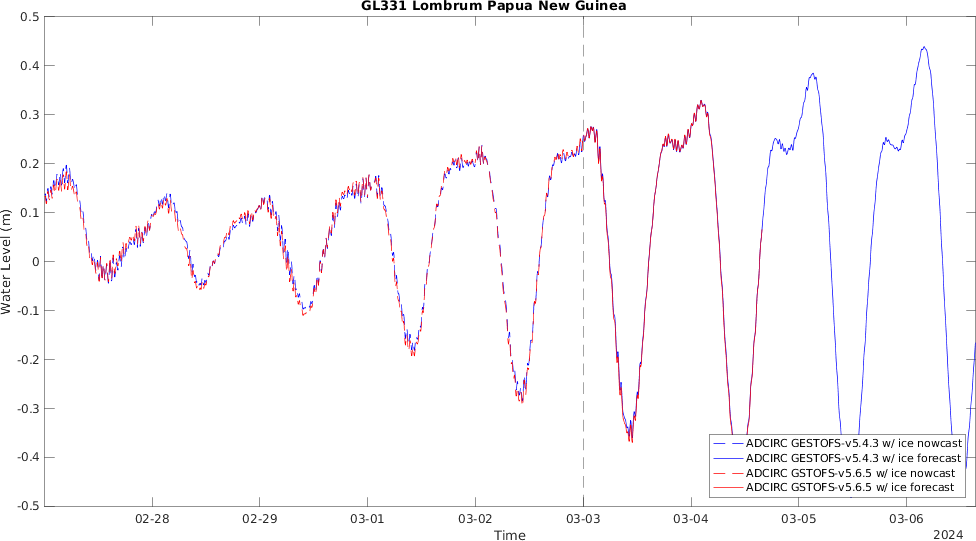 GL331 Lombrum Papua New Guinea
0.5
0.4
0.3
0.2
0.1
0
-0.1
-0.2
-0.3
-0.4
-0.5
Water Level (m)
ADCIRC GESTOFS-v5.4.3 w/ ice nowcast
ADCIRC GESTOFS-v5.4.3 w/ ice forecast
ADCIRC GSTOFS-v5.6.5 w/ ice nowcast
ADCIRC GSTOFS-v5.6.5 w/ ice forecast
02-28 02-29 03-01 03-02 03-03 03-04 03-05 03-06
Time
2024